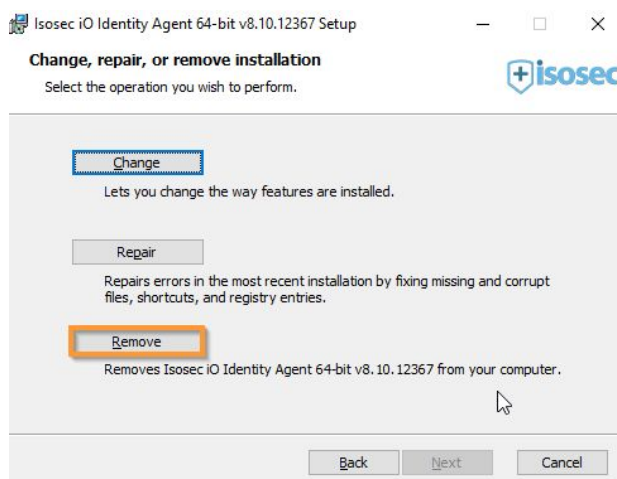 Isosec iO Identity Agent 64-bit v8.10.12367 Setup
Change, repair, or remove installation
Select the operation you wish to perform.
isosec
Change
Lets you change the way features are installed.
Repair
Repairs errors in the most recent installation by fixing missing and corrupt
files, shortcuts, and registry entries.
Remove
Removes Isosec iO Identity Agent 64-bit v8.10.12367 from your computer.
Back
Next
Cancel